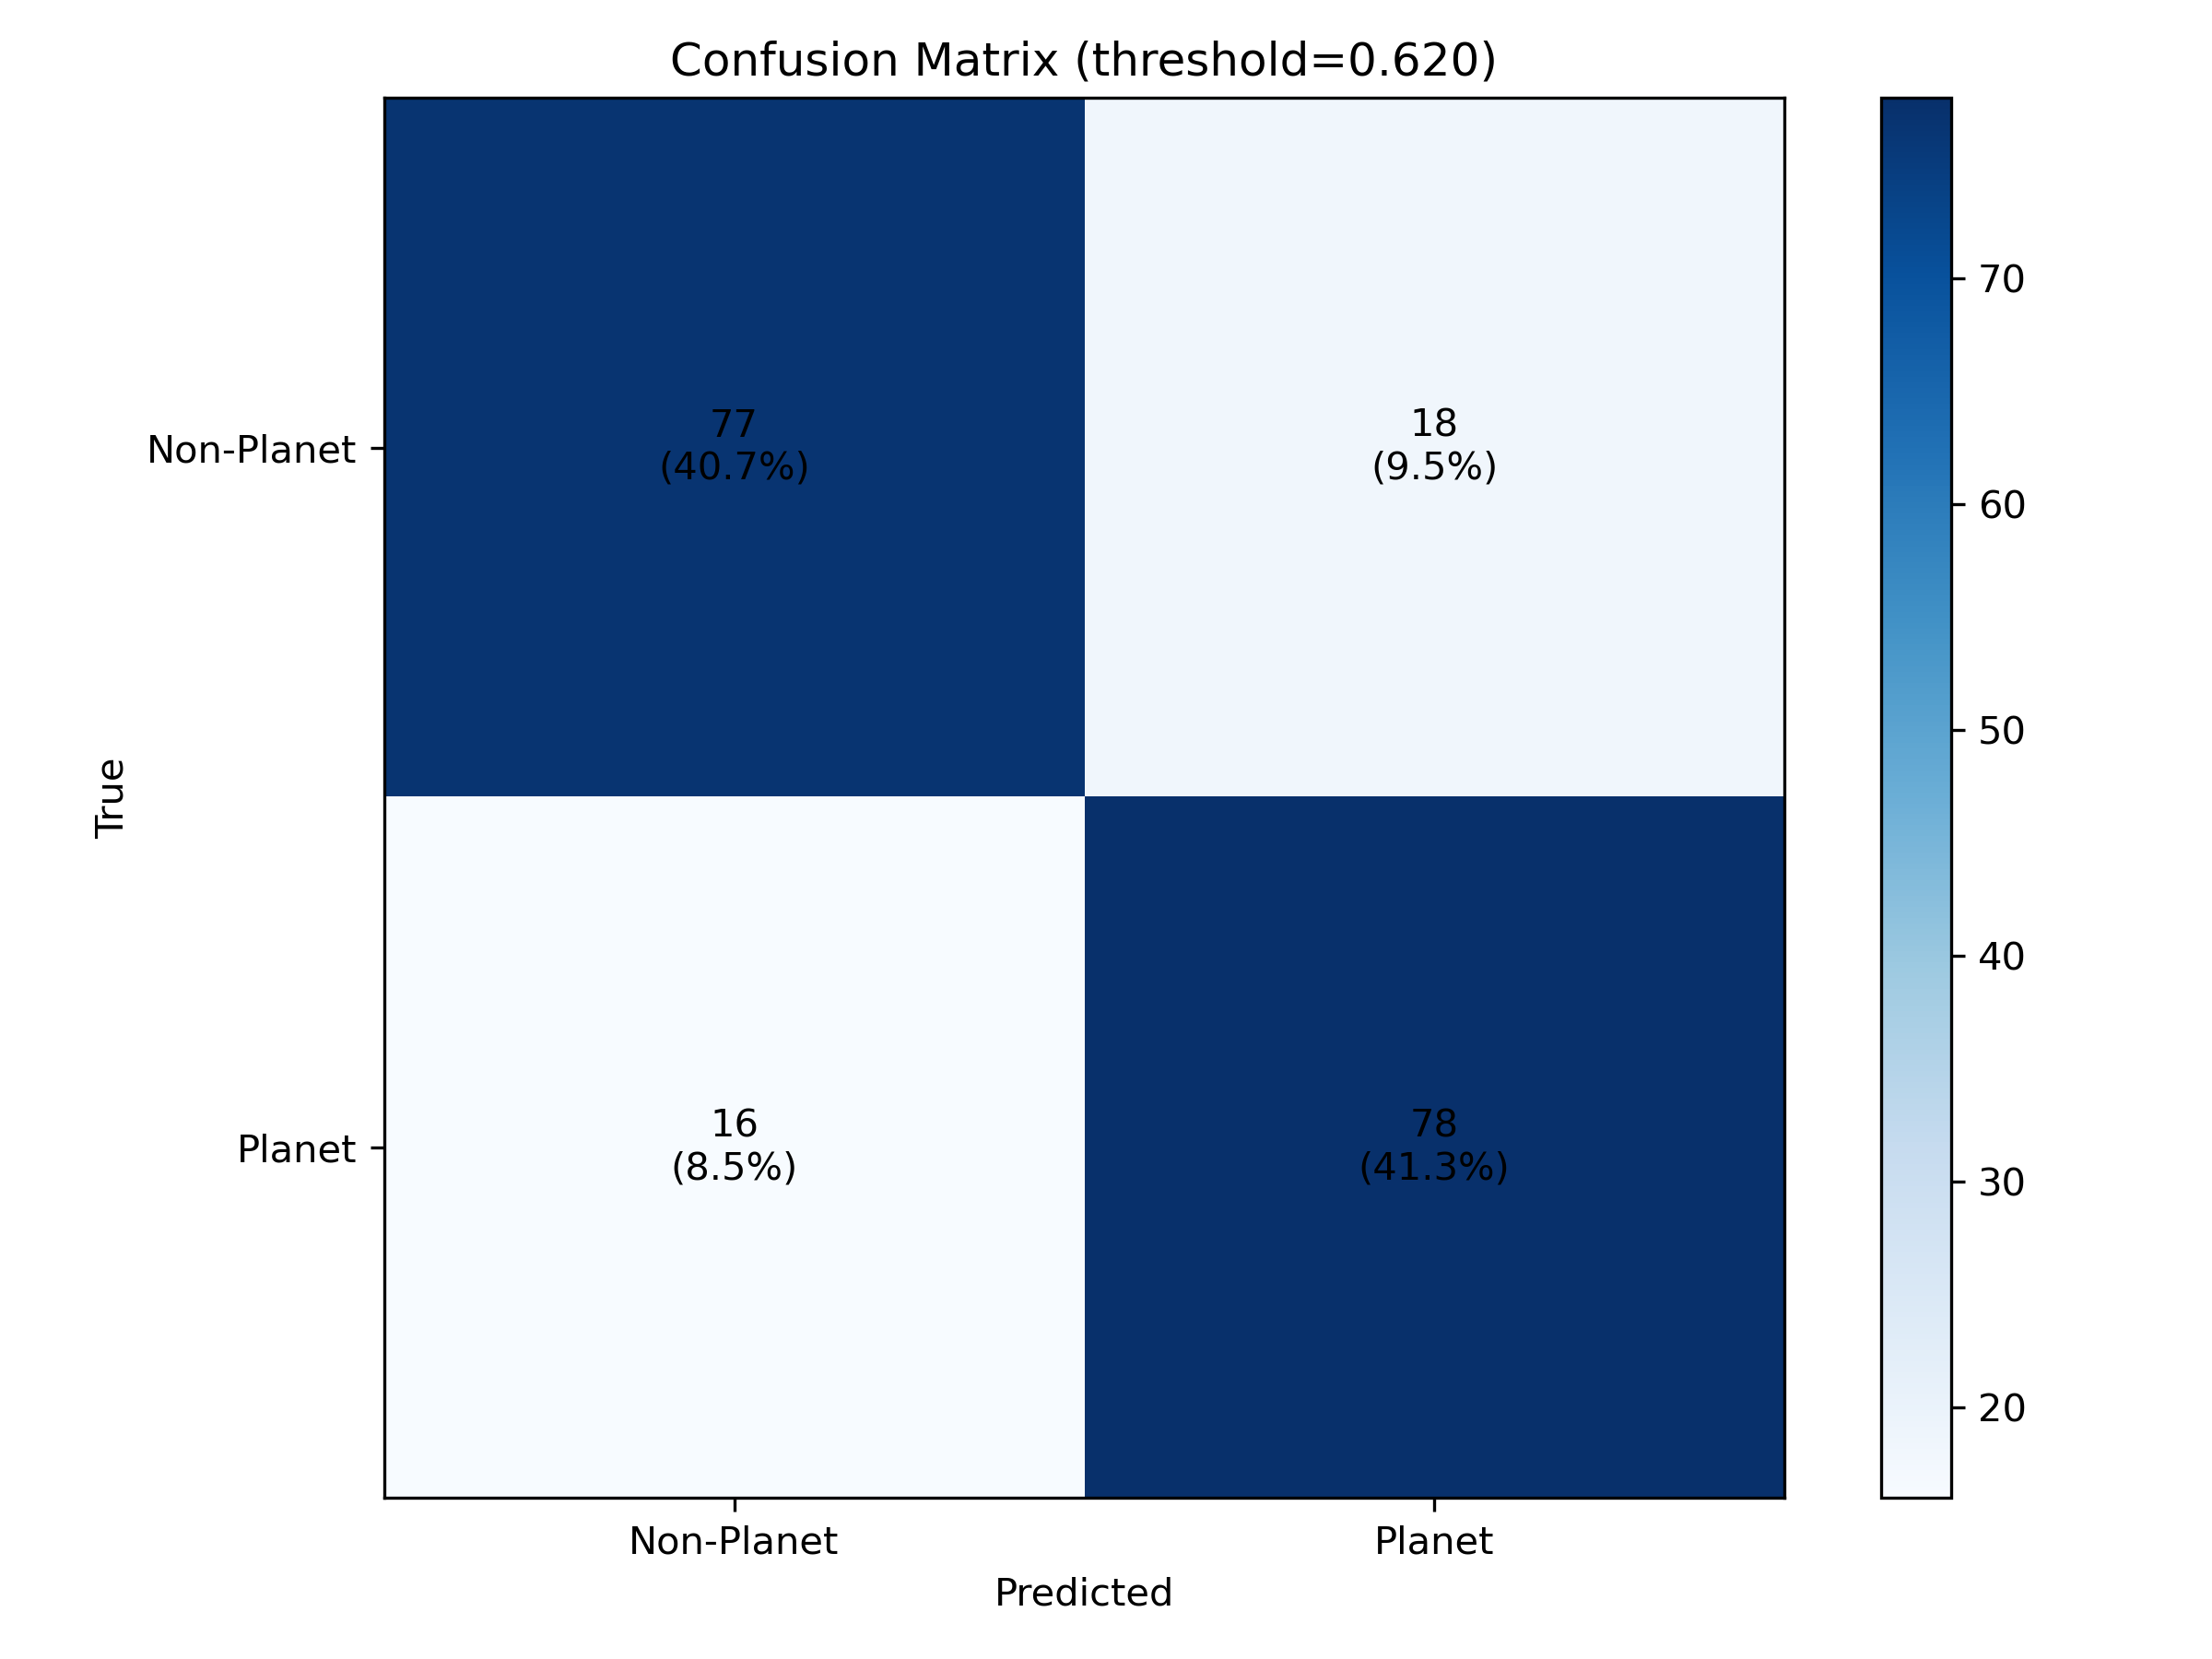 Confusion Matrix (threshold=0.620)
True
Non-Planet
77
(40.7%)
18
(9.5%)
Planet
16
(8.5%)
78
(41.3%)
Non-Planet
Planet
Predicted
70
60
50
40
30
20